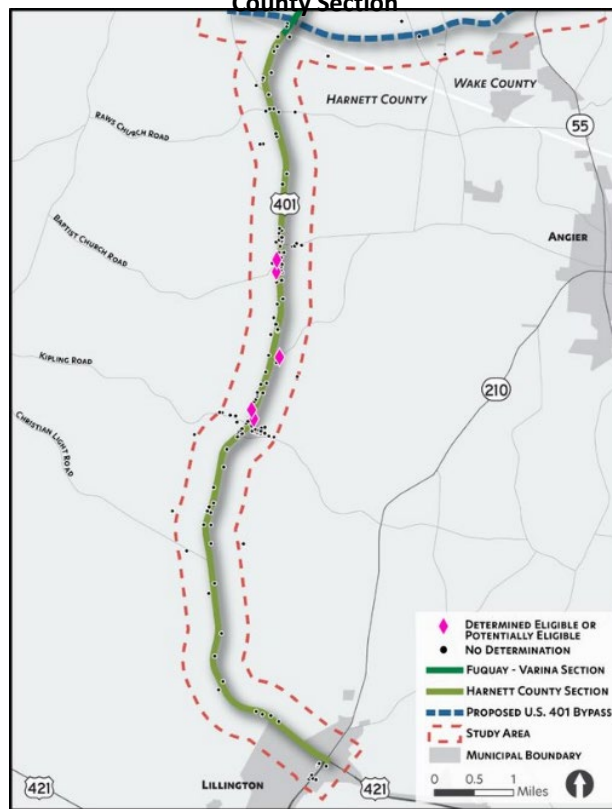 County Section
WAKE COUNTY
HARNETT COUNTY
55
RAWS CHURCH ROAD
401
ANGIER
BAPTIST CHURCH ROAD
KIPLING ROAD
210
CHRISTIAN LIGHT ROAD
DETERMINED ELIGIBLE OR
POTENTIALLY ELIGIBLE
NO DETERMINATION
FUQUAY - VARINA SECTION
HARNETT COUNTY SECTION
PROPOSED U.S. 401 BYPASS
STUDY AREA
MUNICIPAL BOUNDARY
0 0.5 1
MILES
LILLINGTON
421
421